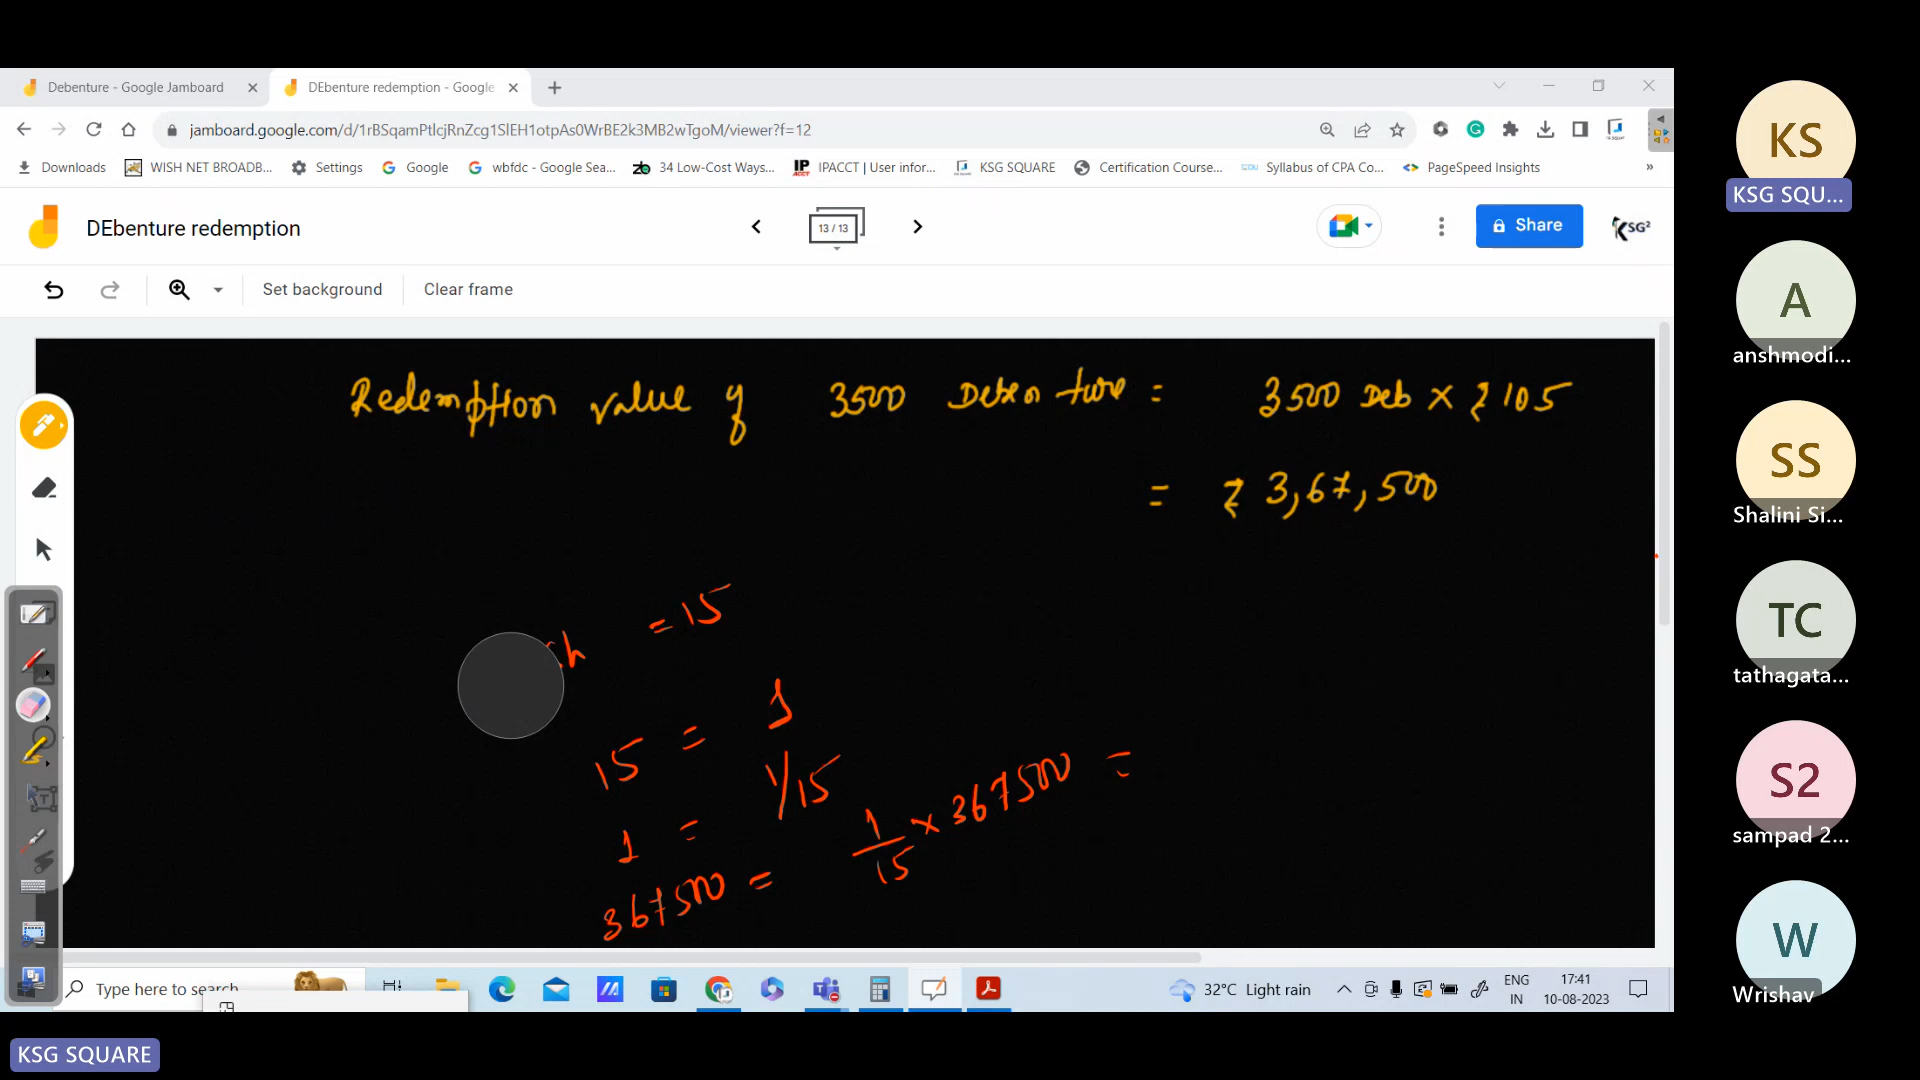 Debenture - Google Jamboard
DEbenture redemption - Google
jamboard.google.com/d/1rBSqamPtlcjRnZcg1SlEH1otpAs0WrBE2k3MB2wTgoM/viewer?f=12
Downloads WISH NET BROADB... Settings Google wbfdc - Google Sea... 34 Low-Cost Ways... IPACCT | User infor... KSG SQUARE Certification Course... Syllabus of CPA Co... PageSpeed Insights »
DEbenture redemption
13 / 13
Share
KSG²
Set background
Clear frame
Redemption value of 3500 Debenture = 3500 Deb × ₹ 105
= ₹ 3,67,500
= 15
15 = 1
1 = 1/15
367500 = 1/15 × 367500 =
Type here to search
32°C Light rain
ENG
IN
17:41
10-08-2023
KS
KSG SQU...
A
anshmodi...
SS
Shalini Si...
TC
tathagata...
S2
sampad 2...
W
Wrishav
KSG SQUARE